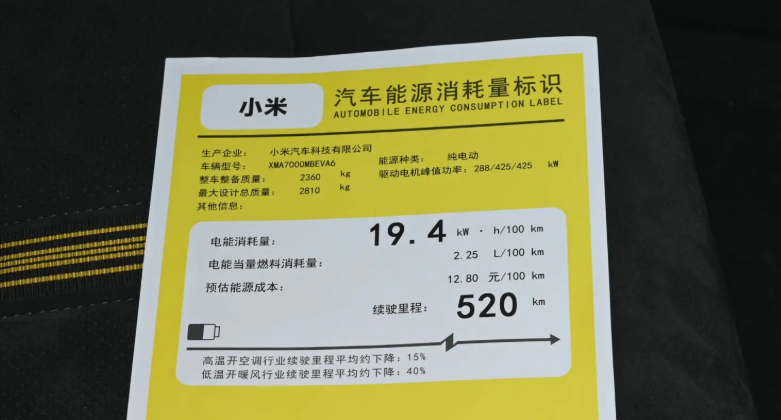 小米
汽车能源消耗量标识
AUTOMOBILE ENERGY CONSUMPTION LABEL
生产企业： 小米汽车科技有限公司
车辆型号： XMA7000MBEVA6 能源种类： 纯电动
整车整备质量： 2360 kg 驱动电机峰值功率：288/425/425 kW
最大设计总质量： 2810 kg
其他信息：
电能消耗量： 19.4 kW · h/100 km
电能当量燃料消耗量： 2.25 L/100 km
预估能源成本： 12.80 元/100 km
续驶里程： 520 km
高温开空调行业续驶里程平均约下降：15%
低温开暖风行业续驶里程平均约下降：40%